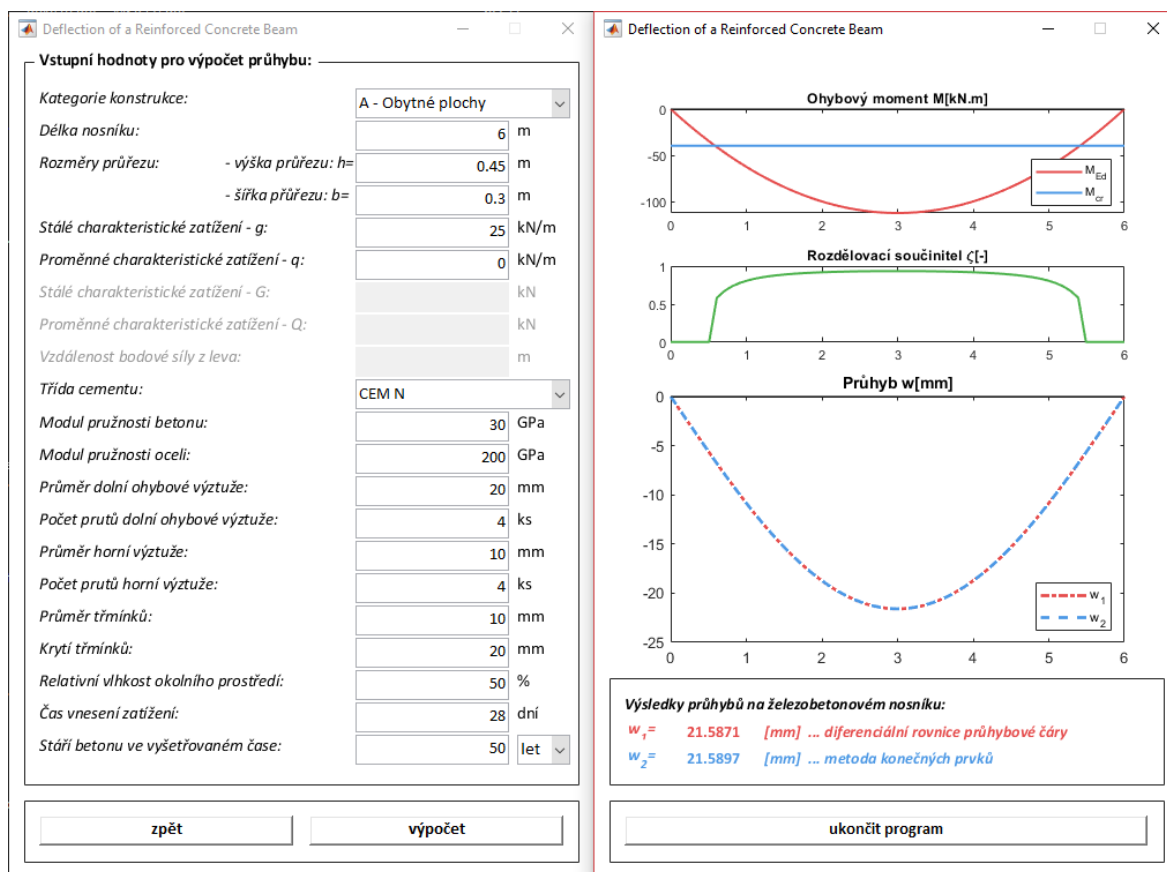 Deflection of a Reinforced Concrete Beam
Vstupní hodnoty pro výpočet průhybu:
Kategorie konstrukce: A - Obytné plochy
Délka nosníku: 6 m
Rozměry průřezu: - výška průřezu: h= 0.45 m
- šířka přůřezu: b= 0.3 m
Stálé charakteristické zatížení - g: 25 kN/m
Proměnné charakteristické zatížení - q: 0 kN/m
Stálé charakteristické zatížení - G: kN
Proměnné charakteristické zatížení - Q: kN
Vzdálenost bodové síly z leva: m
Třída cementu: CEM N
Modul pružnosti betonu: 30 GPa
Modul pružnosti oceli: 200 GPa
Průměr dolní ohybové výztuže: 20 mm
Počet prutů dolní ohybové výztuže: 4 ks
Průměr horní výztuže: 10 mm
Počet prutů horní výztuže: 4 ks
Průměr třmínků: 10 mm
Krytí třmínků: 20 mm
Relativní vlhkost okolního prostředí: 50 %
Čas vnesení zatížení: 28 dní
Stáří betonu ve vyšetřovaném čase: 50 let
zpět výpočet
Deflection of a Reinforced Concrete Beam
Ohybový moment M[kN.m]
0
-50
-100
M_Ed
M_cr
0 1 2 3 4 5 6
Rozdělovací součinitel ζ[-]
1
0.5
0
0 1 2 3 4 5 6
Průhyb w[mm]
0
-5
-10
-15
-20
-25
w_1
w_2
0 1 2 3 4 5 6
Výsledky průhybů na železobetonovém nosníku:
w_1= 21.5871 [mm] ... diferenciální rovnice průhybové čáry
w_2= 21.5897 [mm] ... metoda konečných prvků
ukončit program